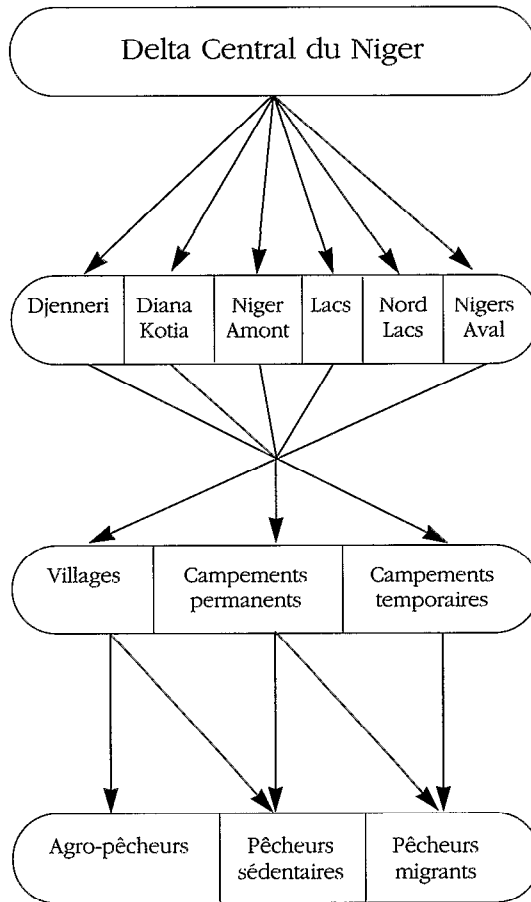 Delta Central du Niger
Djenneri
Diana
Kotia
Niger
Amont
Lacs
Nord
Lacs
Nigers
Aval
Villages
Campements
permanents
Campements
temporaires
Agro-pêcheurs
Pêcheurs
sédentaires
Pêcheurs
migrants